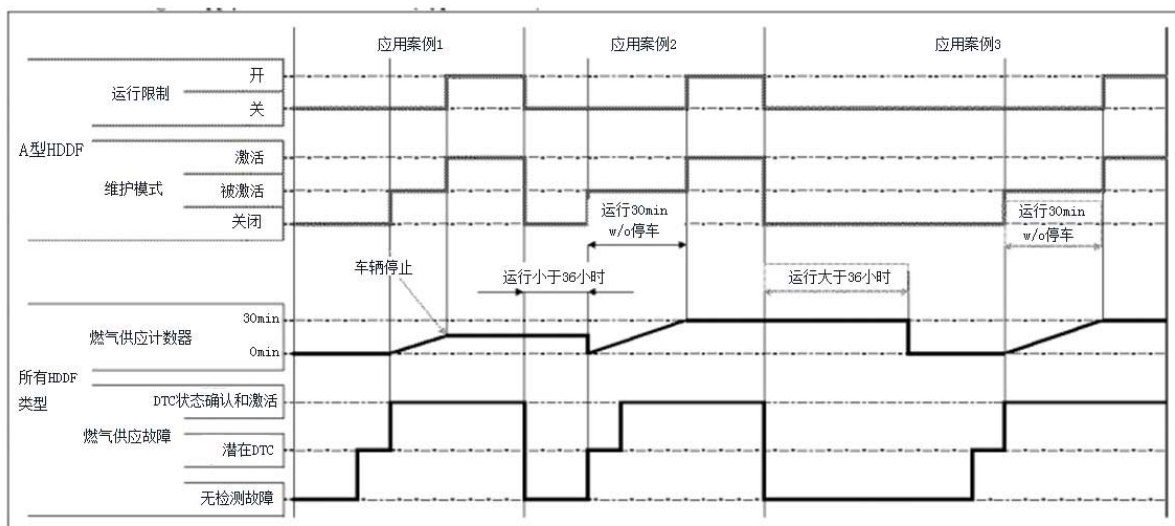 应用案例1
应用案例2
应用案例3
开
运行限制
关
A型HDDF
激活
维护模式
被激活
关闭
运行30min
w/o停车
运行30min
w/o停车
车辆停止
运行小于36小时
运行大于36小时
30min
燃气供应计数器
0min
所有HDDF
类型
DTC状态确认和激活
燃气供应故障
潜在DTC
无检测故障